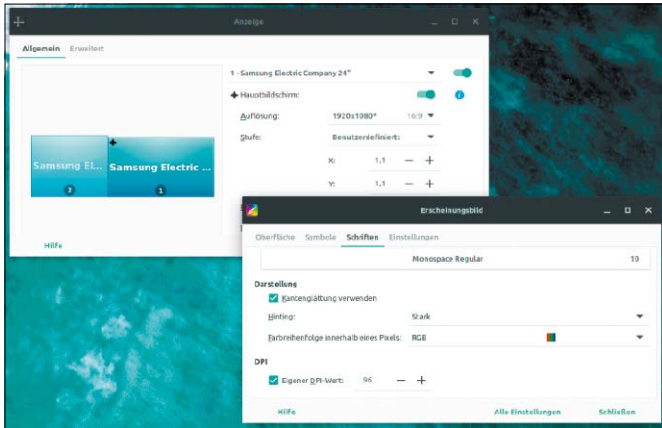 Anzeige
Allgemein Erweitert
1 - Samsung Electric Company 24"
Hauptbildschirm:
Auflösung: 1920x1080* 16:9
Stufe: Benutzerdefiniert:
X: 1,1 − +
Y: 1,1 − +
Samsung El... Samsung Electric ...
2 1
Hilfe
Erscheinungsbild
Oberfläche Symbole Schriften Einstellungen
Monospace Regular 10
Darstellung
Kantenglättung verwenden
Hinting: Stark
Farbreihenfolge innerhalb eines Pixels: RGB
DPI
Eigener DPI-Wert: 96 − +
Hilfe Alle Einstellungen Schließen